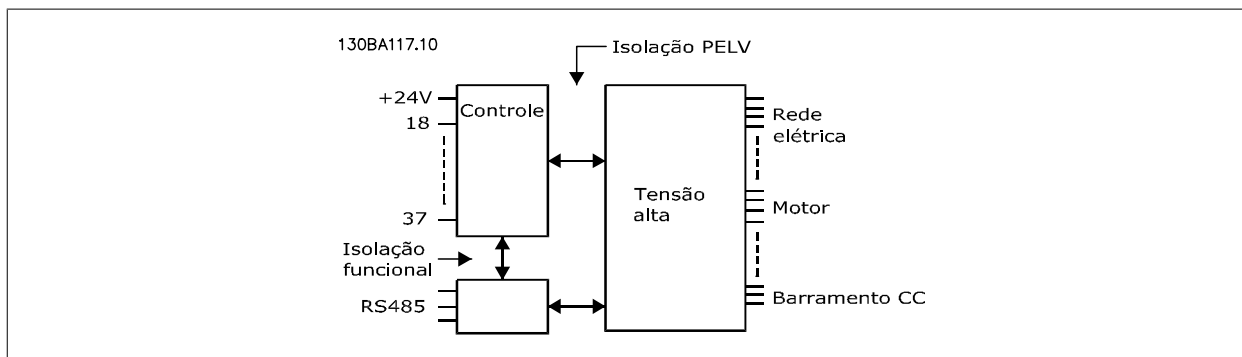 130BA117.10
Isolação PELV
+24V
Controle
18
37
Tensão
alta
Rede
elétrica
Motor
Isolação
funcional
RS485
Barramento CC